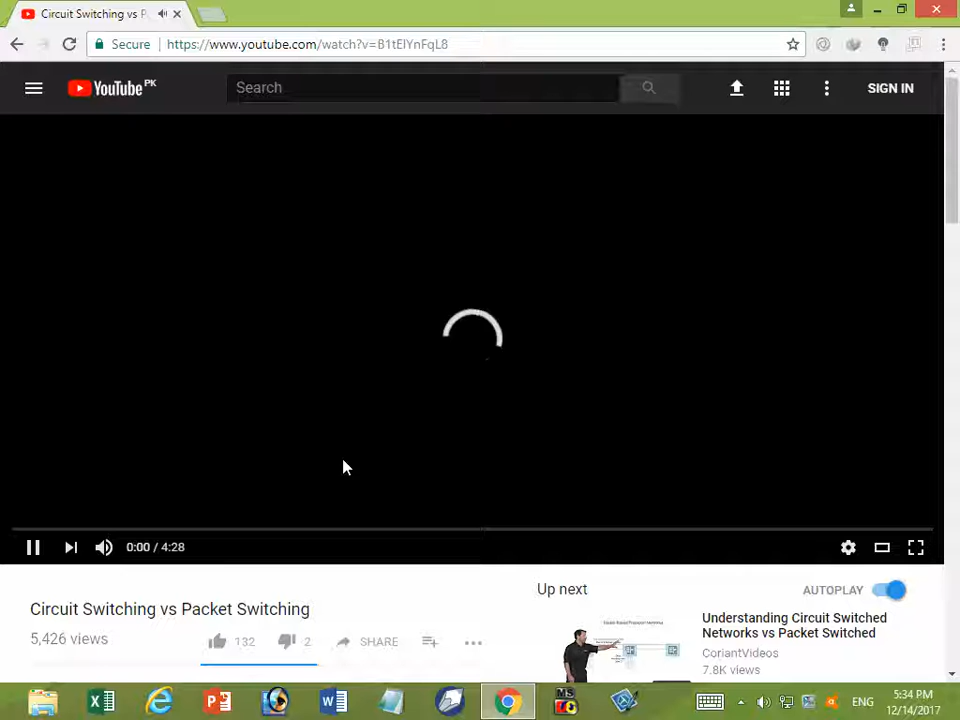 Circuit Switching vs P
Secure
https://www.youtube.com/watch?v=B1tEIYnFqL8
YouTube PK
Search
SIGN IN
0:00 / 4:28
Circuit Switching vs Packet Switching
5,426 views
132
2
SHARE
Up next
AUTOPLAY
Understanding Circuit Switched
Networks vs Packet Switched
CoriantVideos
7.8K views
MS
ENG
5:34 PM
12/14/2017